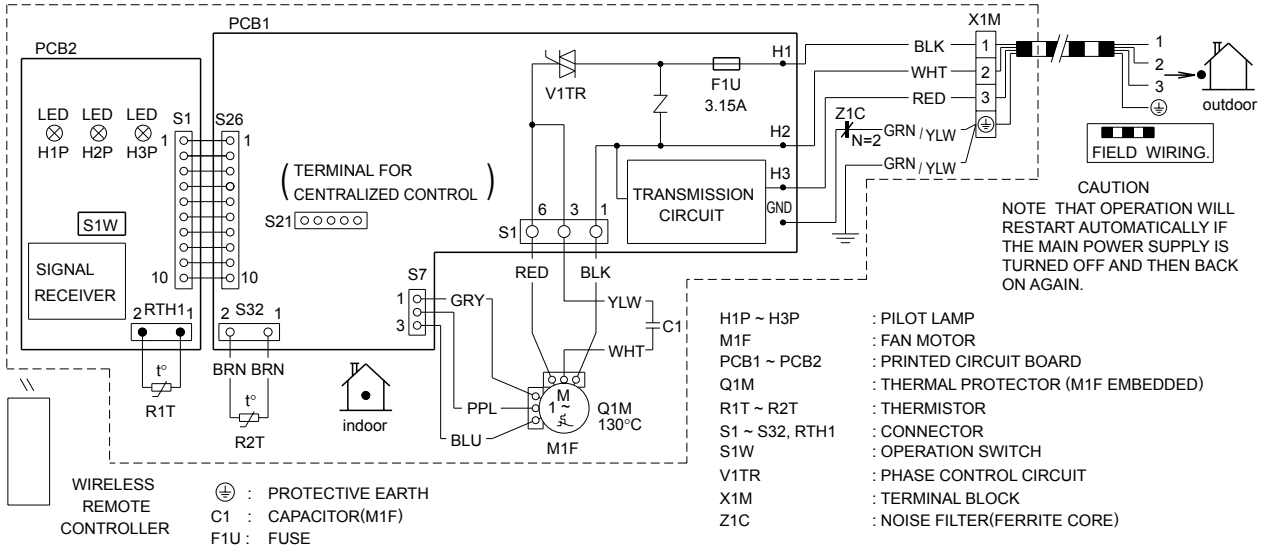 PCB1
X1M
PCB2
H1
BLK
1
1
V1TR
F1U
3.15A
WHT
2
2
RED
3
3
outdoor
LED LED LED
H1P H2P H3P
S1 S26
1 1
Z1C
N=2
GRN/YLW
H2
FIELD WIRING.
(TERMINAL FOR
CENTRALIZED CONTROL)
S21
TRANSMISSION
CIRCUIT
H3
GND
GRN/YLW
S1W
S1
6 3 1
CAUTION
NOTE THAT OPERATION WILL
RESTART AUTOMATICALLY IF
THE MAIN POWER SUPPLY IS
TURNED OFF AND THEN BACK
ON AGAIN.
SIGNAL
RECEIVER
10 10
RED BLK
S7
1
3
GRY
YLW
C1
WHT
2 RTH1 1
2 S32 1
BRN BRN
t°
R1T
t°
R2T
indoor
PPL
BLU
M
1~
Q1M
130°C
M1F
H1P ~ H3P : PILOT LAMP
M1F : FAN MOTOR
PCB1 ~ PCB2 : PRINTED CIRCUIT BOARD
Q1M : THERMAL PROTECTOR (M1F EMBEDDED)
R1T ~ R2T : THERMISTOR
S1 ~ S32, RTH1 : CONNECTOR
S1W : OPERATION SWITCH
V1TR : PHASE CONTROL CIRCUIT
X1M : TERMINAL BLOCK
Z1C : NOISE FILTER(FERRITE CORE)
WIRELESS
REMOTE
CONTROLLER
: PROTECTIVE EARTH
C1 : CAPACITOR(M1F)
F1U : FUSE